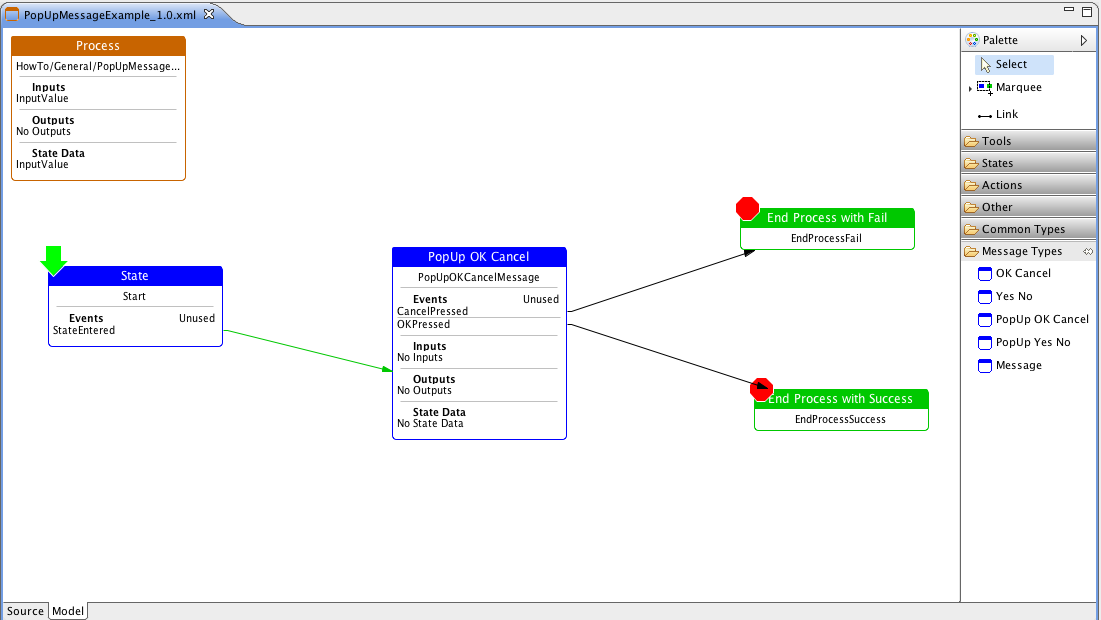 PopUpMessageExample_1.0.xml
Process
HowTo/General/PopUpMessage...
Inputs
InputValue
Outputs
No Outputs
State Data
InputValue
State
Start
Events Unused
StateEntered
PopUp OK Cancel
PopUpOKCancelMessage
Events Unused
CancelPressed
OKPressed
Inputs
No Inputs
Outputs
No Outputs
State Data
No State Data
End Process with Fail
EndProcessFail
End Process with Success
EndProcessSuccess
Palette
Select
Marquee
Link
Tools
States
Actions
Other
Common Types
Message Types
OK Cancel
Yes No
PopUp OK Cancel
PopUp Yes No
Message
Source Model